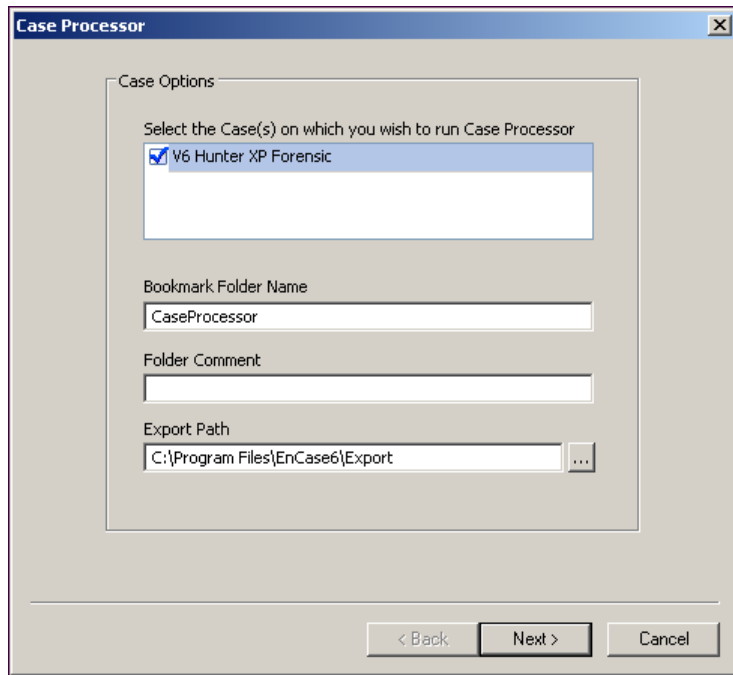 Case Processor
Case Options
Select the Case(s) on which you wish to run Case Processor
V6 Hunter XP Forensic
Bookmark Folder Name
CaseProcessor
Folder Comment
Export Path
C:\Program Files\EnCase6\Export
...
< Back
Next >
Cancel